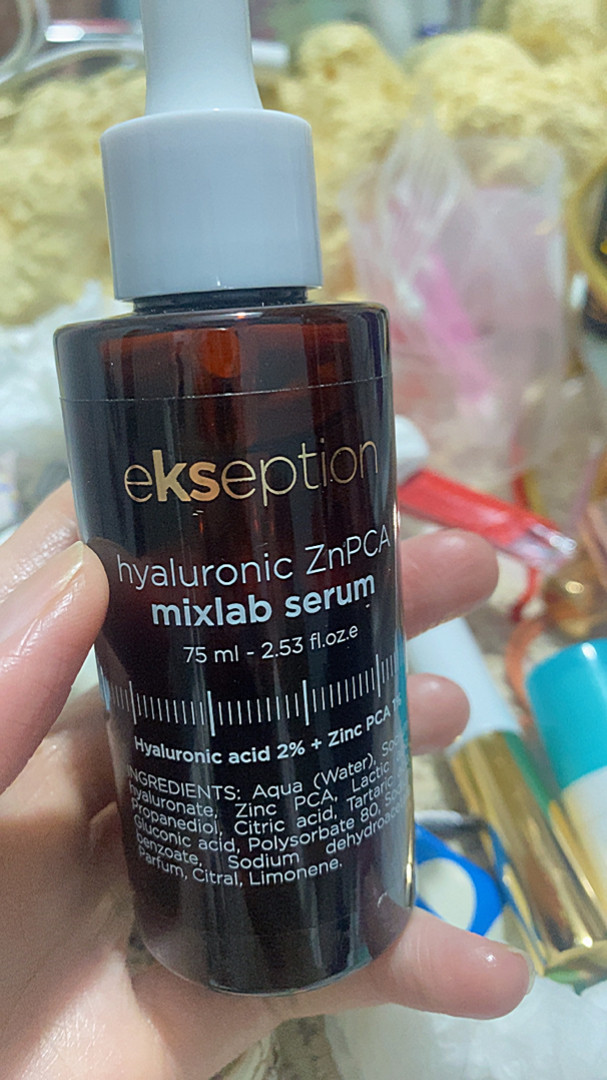 ekseption
hyaluronic ZnPCA
mixlab serum
75 ml - 2.53 fl.oz.e
Hyaluronic acid 2% + Zinc PCA 1%
INGREDIENTS: Aqua (Water),
hyaluronate, Zinc PCA, Lactic
Propanediol, Citric acid, Tartaric
Gluconic acid, Polysorbate 80,
benzoate, Sodium
Parfum, Citral, Limonene.